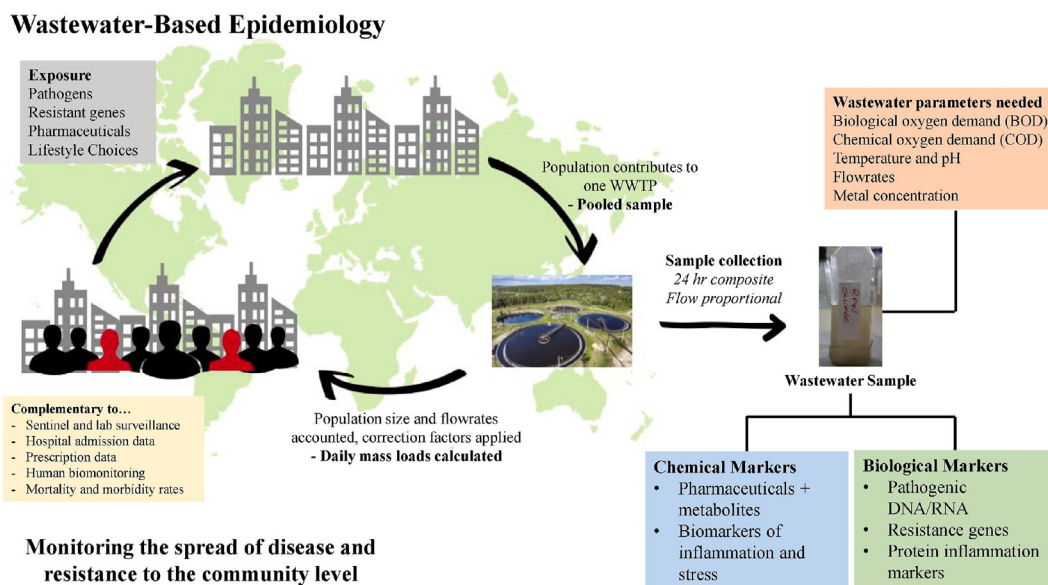 Wastewater-Based Epidemiology
Exposure
Pathogens
Resistant genes
Pharmaceuticals
Lifestyle Choices
Population contributes to
one WWTP
- Pooled sample
Wastewater parameters needed
Biological oxygen demand (BOD)
Chemical oxygen demand (COD)
Temperature and pH
Flowrates
Metal concentration
Sample collection
24 hr composite
Flow proportional
RAW
SEWAGE
Wastewater Sample
Population size and flowrates
accounted, correction factors applied
- Daily mass loads calculated
Complementary to…
- Sentinel and lab surveillance
- Hospital admission data
- Prescription data
- Human biomonitoring
- Mortality and morbidity rates
Chemical Markers
• Pharmaceuticals +
metabolites
• Biomarkers of
inflammation and
stress
Biological Markers
• Pathogenic
DNA/RNA
• Resistance genes
• Protein inflammation
markers
Monitoring the spread of disease and
resistance to the community level